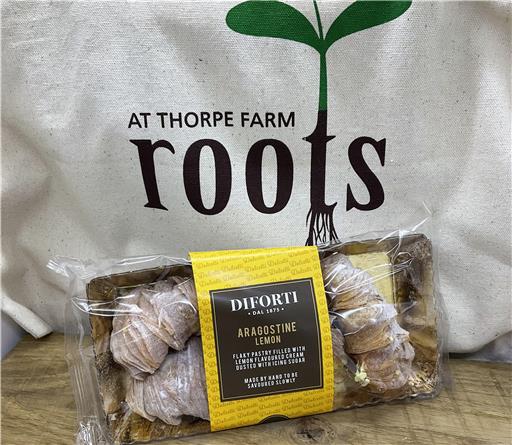 AT THORPE FARM
roots
DIFORTI
• DAL 1875 •
ARAGOSTINE
LEMON
FLAKY PASTRY FILLED WITH
LEMON FLAVOURED CREAM
DUSTED WITH ICING SUGAR
MADE BY HAND TO BE
SAVOURED SLOWLY